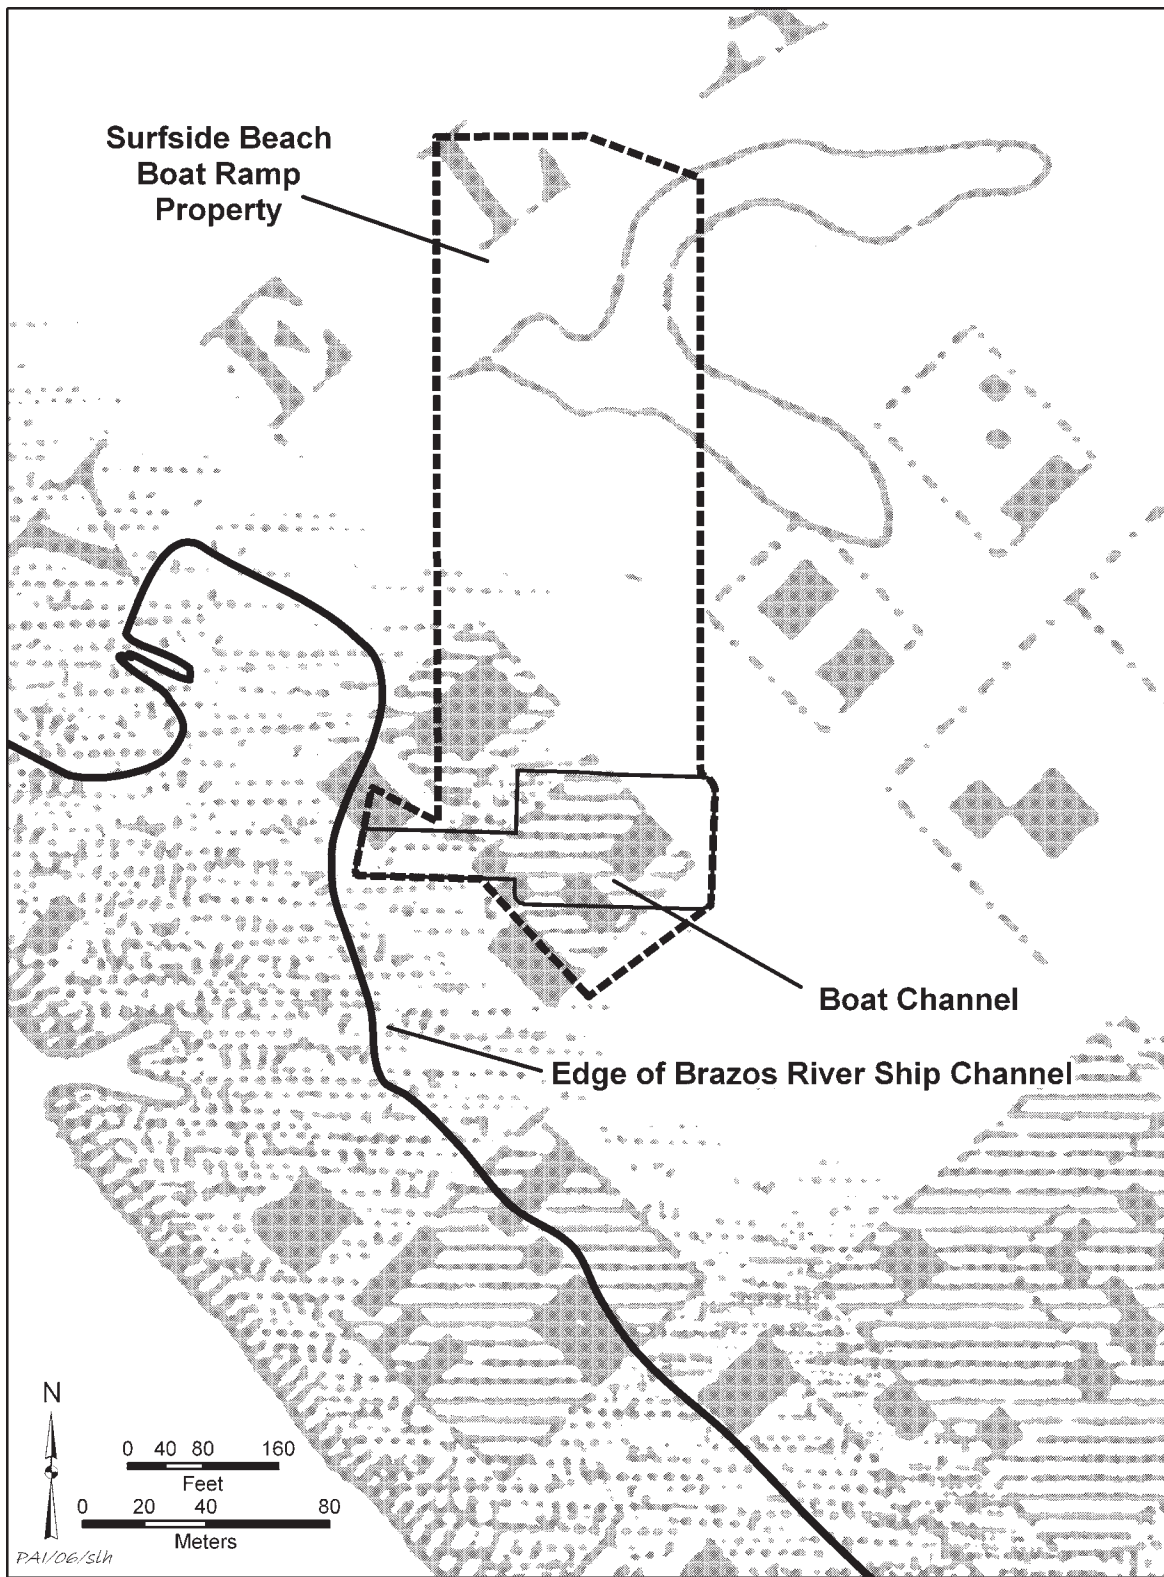 Surfside Beach
Boat Ramp
Property
Boat Channel
Edge of Brazos River Ship Channel
N
0 40 80 160
Feet
0 20 40 80
Meters
PAI/06/slh